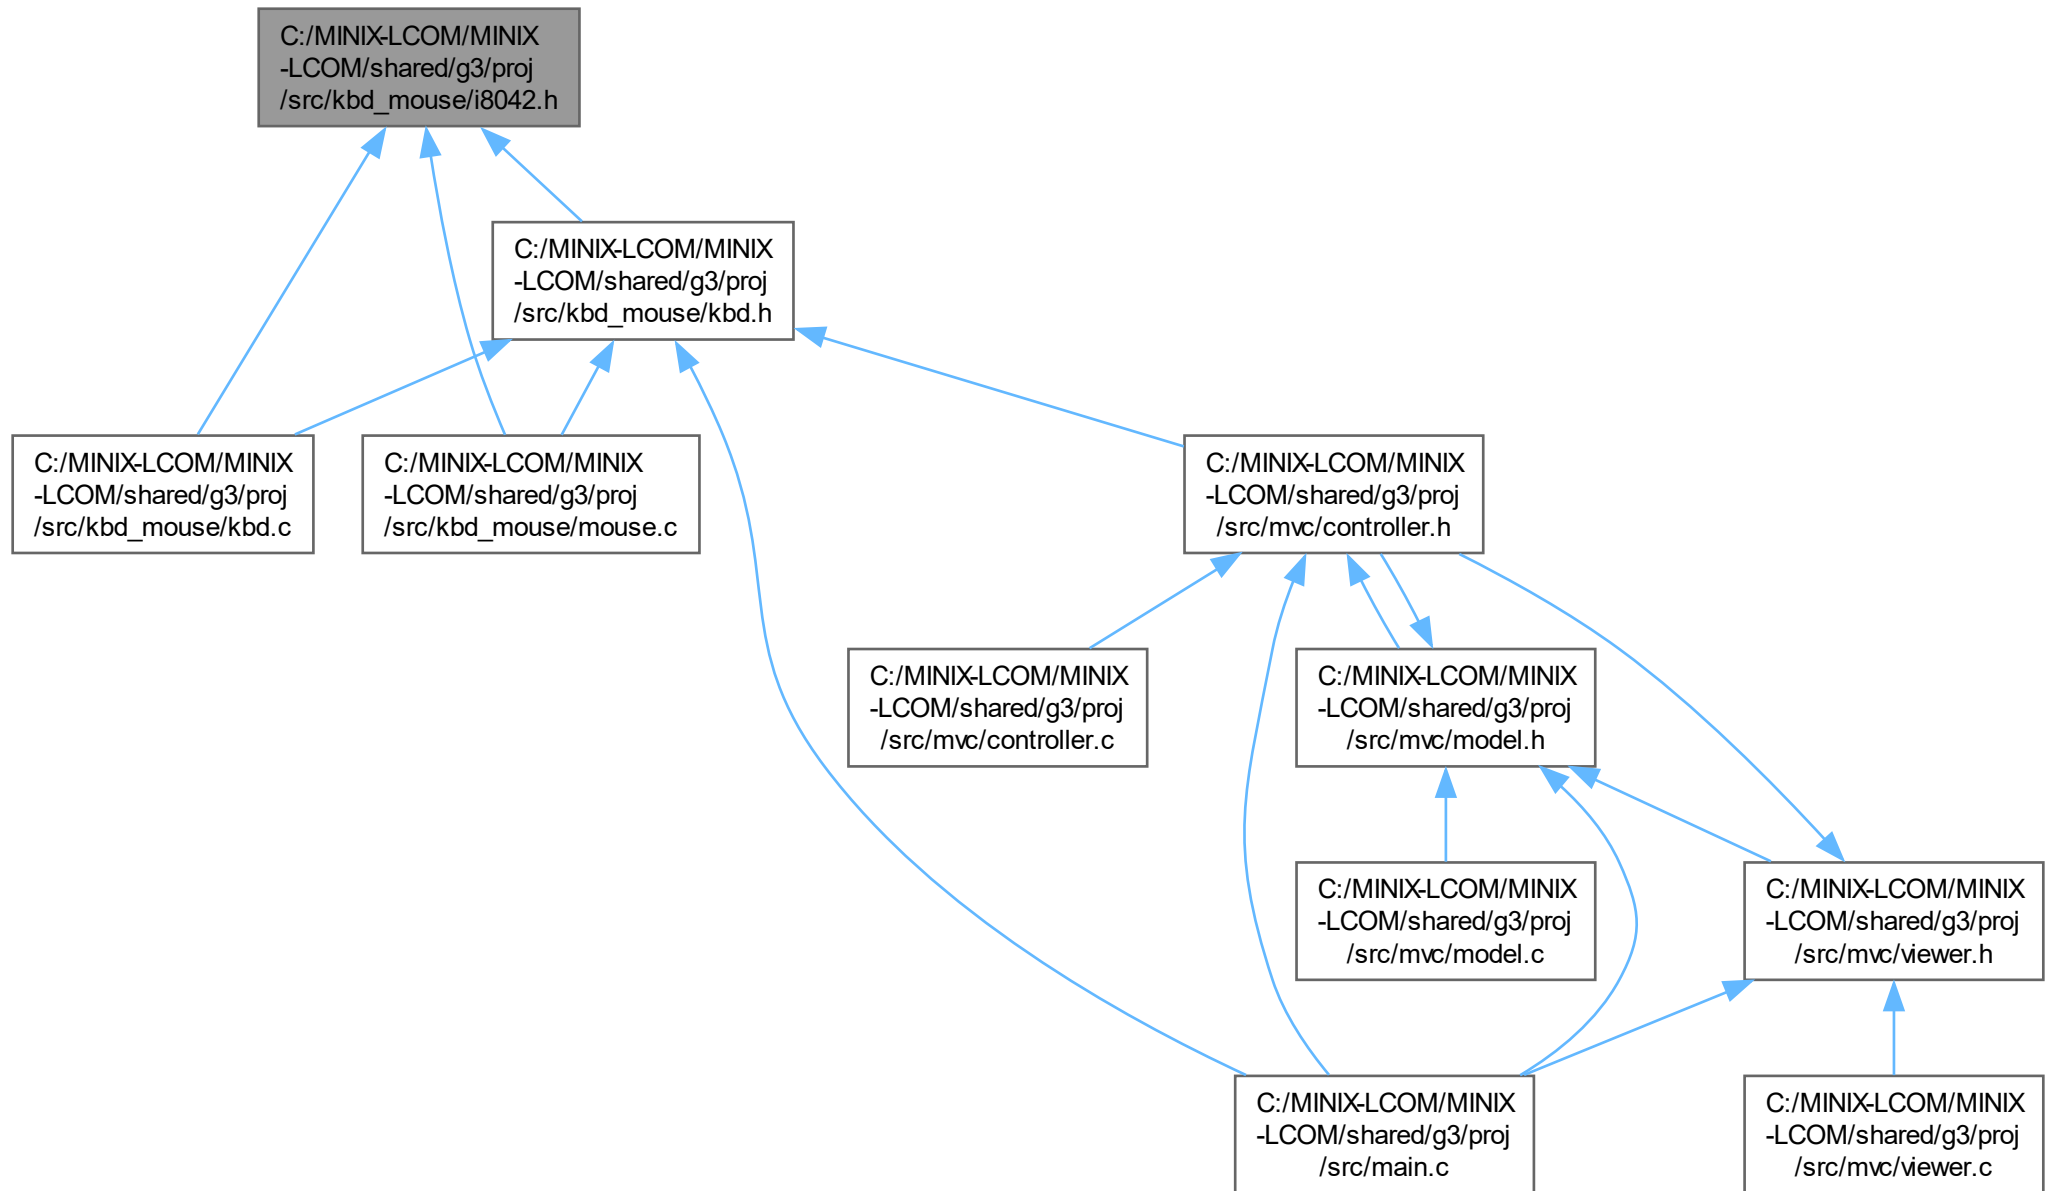 C:/MINIX-LCOM/MINIX
-LCOM/shared/g3/proj
/src/kbd_mouse/i8042.h
C:/MINIX-LCOM/MINIX
-LCOM/shared/g3/proj
/src/kbd_mouse/kbd.h
C:/MINIX-LCOM/MINIX
-LCOM/shared/g3/proj
/src/kbd_mouse/kbd.c
C:/MINIX-LCOM/MINIX
-LCOM/shared/g3/proj
/src/kbd_mouse/mouse.c
C:/MINIX-LCOM/MINIX
-LCOM/shared/g3/proj
/src/mvc/controller.h
C:/MINIX-LCOM/MINIX
-LCOM/shared/g3/proj
/src/mvc/controller.c
C:/MINIX-LCOM/MINIX
-LCOM/shared/g3/proj
/src/mvc/model.h
C:/MINIX-LCOM/MINIX
-LCOM/shared/g3/proj
/src/mvc/model.c
C:/MINIX-LCOM/MINIX
-LCOM/shared/g3/proj
/src/mvc/viewer.h
C:/MINIX-LCOM/MINIX
-LCOM/shared/g3/proj
/src/main.c
C:/MINIX-LCOM/MINIX
-LCOM/shared/g3/proj
/src/mvc/viewer.c